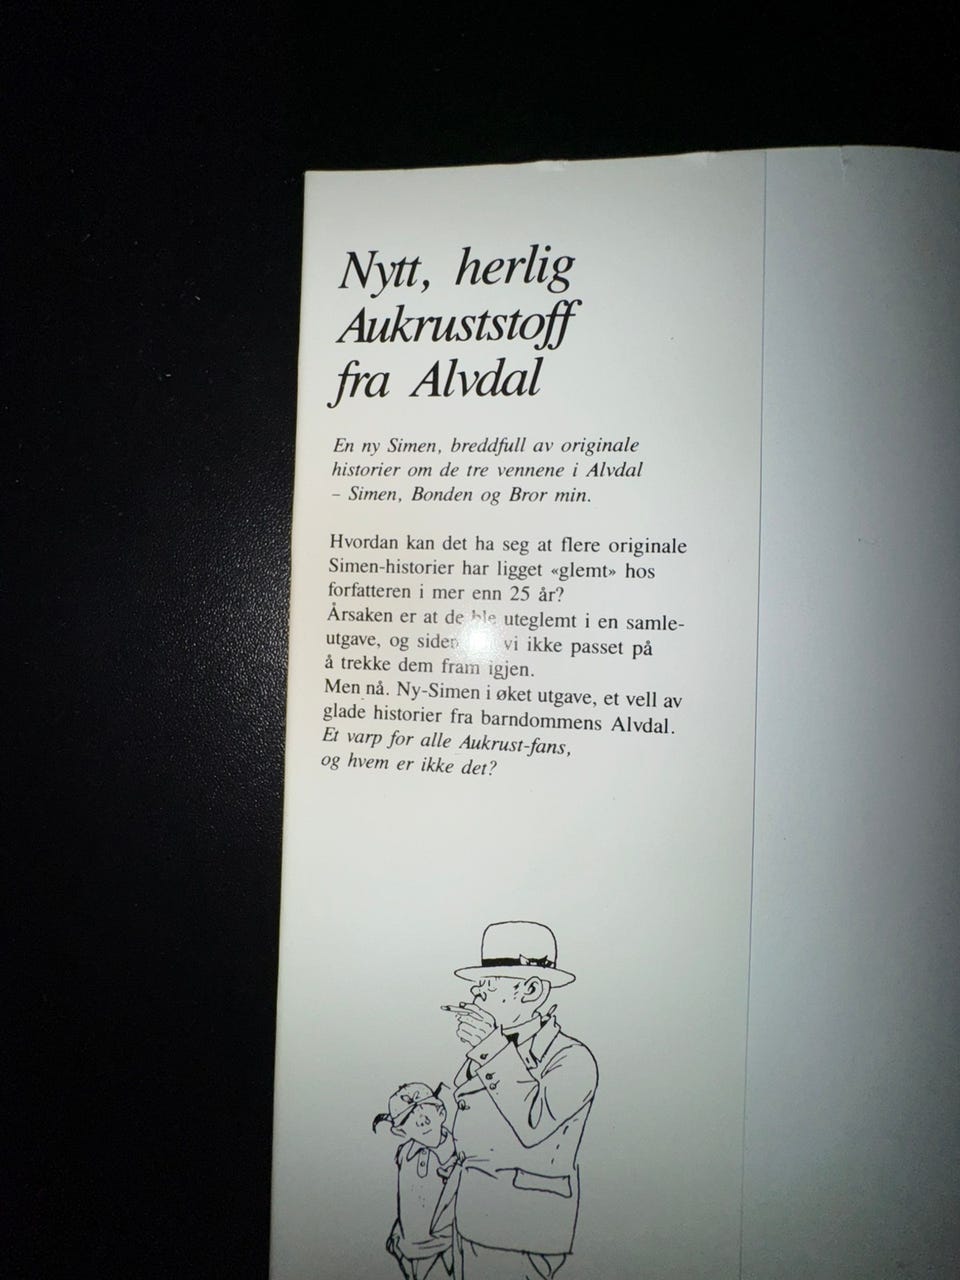 Nytt, herlig
Aukruststoff
fra Alvdal
En ny Simen, breddfull av originale
historier om de tre vennene i Alvdal
– Simen, Bonden og Bror min.
Hvordan kan det ha seg at flere originale
Simen-historier har ligget «glemt» hos
forfatteren i mer enn 25 år?
Årsaken er at de ble uteglemt i en samle-
utgave, og siden vi ikke passet på
å trekke dem fram igjen.
Men nå. Ny-Simen i øket utgave, et vell av
glade historier fra barndommens Alvdal.
Et varp for alle Aukrust-fans,
og hvem er ikke det?